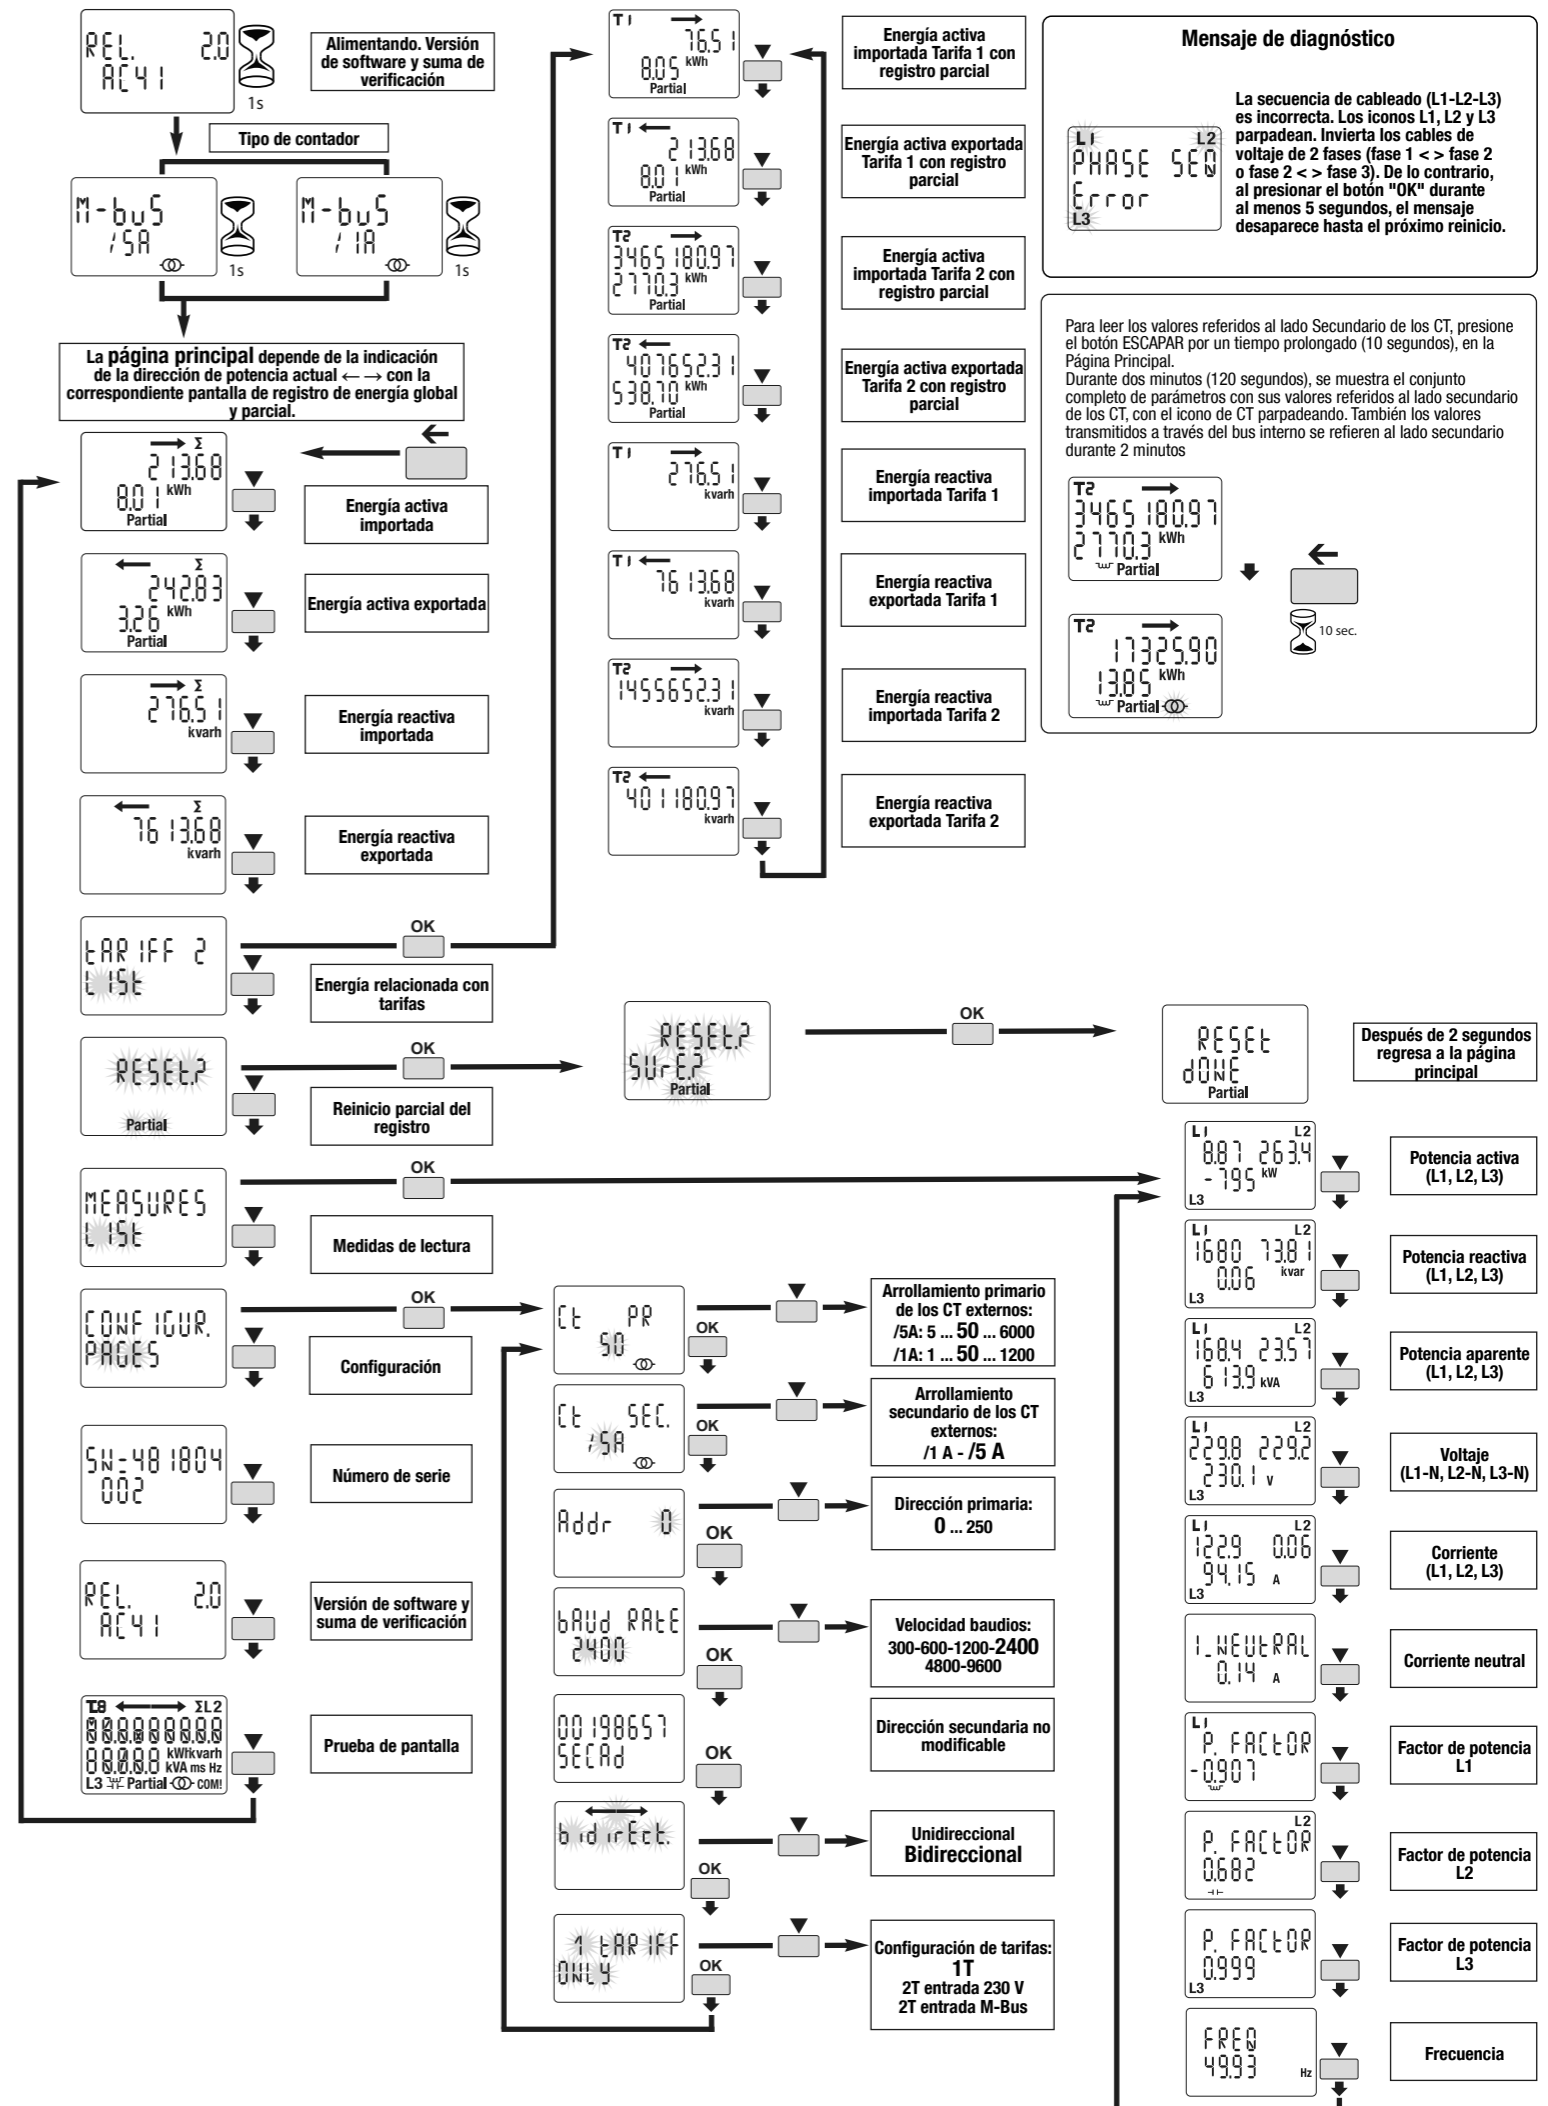 REL. 2.0
AC41
1s
Alimentando. Versión
de software y suma de
verificación
Tipo de contador
M-buS
/5A
1s
M-buS
/1A
1s
La página principal depende de la indicación
de la dirección de potencia actual ←→ con la
correspondiente pantalla de registro de energía global
y parcial.
→ Σ
213.68
8.01 kWh
Partial
←
Energía activa
importada
← Σ
242.83
3.26 kWh
Partial
Energía activa exportada
→ Σ
276.51
kvarh
Energía reactiva
importada
← Σ
7613.68
kvarh
Energía reactiva
exportada
tARIFF 2
LISt
OK
Energía relacionada con
tarifas
RESEt.?
Partial
OK
Reinicio parcial del
registro
RESEt.?
SUrE.?
Partial
OK
RESEt
dONE
Partial
Después de 2 segundos
regresa a la página
principal
MEASURES
LISt
OK
Medidas de lectura
CONFIGUR.
PAGES
OK
Configuración
SN-481804
002
Número de serie
REL. 2.0
AC41
Versión de software y
suma de verificación
ΣL2
kWhkvarh
kVA ms Hz
L3 Partial COM!
Prueba de pantalla
T1 →
76.51
8.05 kWh
Partial
Energía activa
importada Tarifa 1 con
registro parcial
T1 ←
213.68
8.01 kWh
Partial
Energía activa exportada
Tarifa 1 con registro
parcial
T2 →
3465180.97
2770.3 kWh
Partial
Energía activa
importada Tarifa 2 con
registro parcial
T2 ←
407652.31
538.70 kWh
Partial
Energía activa exportada
Tarifa 2 con registro
parcial
T1 →
276.51
kvarh
Energía reactiva
importada Tarifa 1
T1 ←
7613.68
kvarh
Energía reactiva
exportada Tarifa 1
T2 →
1455652.31
kvarh
Energía reactiva
importada Tarifa 2
T2 ←
401180.97
kvarh
Energía reactiva
exportada Tarifa 2
Mensaje de diagnóstico
L1 L2
PHASE SEQ
Error
L3
La secuencia de cableado (L1-L2-L3)
es incorrecta. Los iconos L1, L2 y L3
parpadean. Invierta los cables de
voltaje de 2 fases (fase 1 < > fase 2
o fase 2 < > fase 3). De lo contrario,
al presionar el botón "OK" durante
al menos 5 segundos, el mensaje
desaparece hasta el próximo reinicio.
Para leer los valores referidos al lado Secundario de los CT, presione
el botón ESCAPAR por un tiempo prolongado (10 segundos), en la
Página Principal.
Durante dos minutos (120 segundos), se muestra el conjunto
completo de parámetros con sus valores referidos al lado secundario
de los CT, con el icono de CT parpadeando. También los valores
transmitidos a través del bus interno se refieren al lado secundario
durante 2 minutos
T2 →
3465180.97
2770.3 kWh
Partial
←
10 sec.
T2 →
17325.90
13.85 kWh
Partial
Ct PR
50
OK
Arrollamiento primario
de los CT externos:
/5A: 5 ... 50 ... 6000
/1A: 1 ... 50 ... 1200
Ct SEC.
/5A
OK
Arrollamiento
secundario de los CT
externos:
/1 A - /5 A
Addr 0
OK
Dirección primaria:
0 ... 250
bAUd RAtE
2400
OK
Velocidad baudios:
300-600-1200-2400
4800-9600
00198657
SECAd
OK
Dirección secundaria no
modificable
bidirEct.
OK
Unidireccional
Bidireccional
1 tARIFF
ONLY
OK
Configuración de tarifas:
1T
2T entrada 230 V
2T entrada M-Bus
L1 L2
8.87 263.4
-795 kW
L3
Potencia activa
(L1, L2, L3)
L1 L2
1680 73.81
0.06 kvar
L3
Potencia reactiva
(L1, L2, L3)
L1 L2
168.4 23.57
613.9 kVA
L3
Potencia aparente
(L1, L2, L3)
L1 L2
229.8 229.2
230.1 V
L3
Voltaje
(L1-N, L2-N, L3-N)
L1 L2
122.9 0.06
94.15 A
L3
Corriente
(L1, L2, L3)
I_NEUtRAL
0.14 A
Corriente neutral
L1
P. FACtOR
-0.907
Factor de potencia
L1
L2
P. FACtOR
0.682
Factor de potencia
L2
P. FACtOR
0.999
L3
Factor de potencia
L3
FREQ
49.93
Hz
Frecuencia